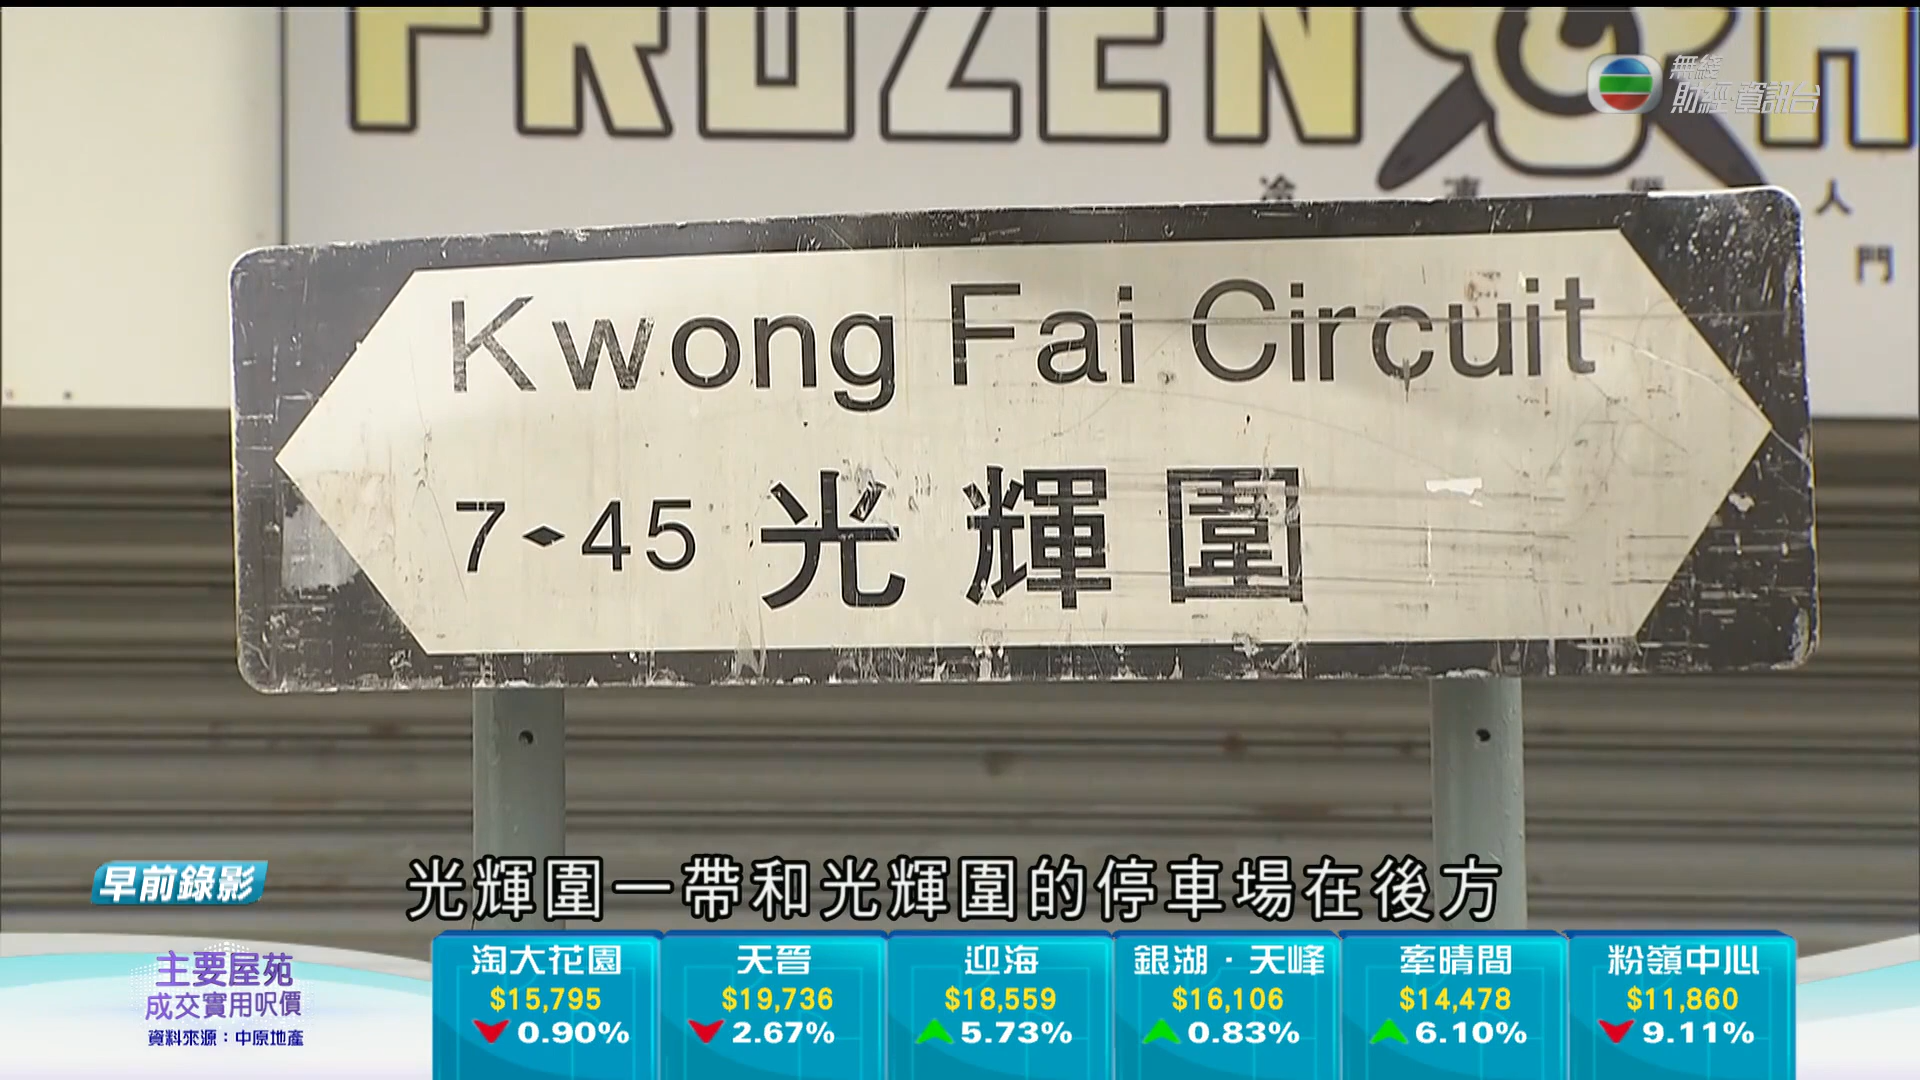 FROZEN
無綫
財經·資訊台
人
門
Kwong Fai Circuit
7 45 光輝圍
早前錄影
光輝圍一帶和光輝圍的停車場在後方
主要屋苑
成交實用呎價
資料來源：中原地產
淘大花園
$15,795
0.90%
天晉
$19,736
2.67%
迎海
$18,559
5.73%
銀湖·天峰
$16,106
0.83%
牽晴間
$14,478
6.10%
粉嶺中心
$11,860
9.11%